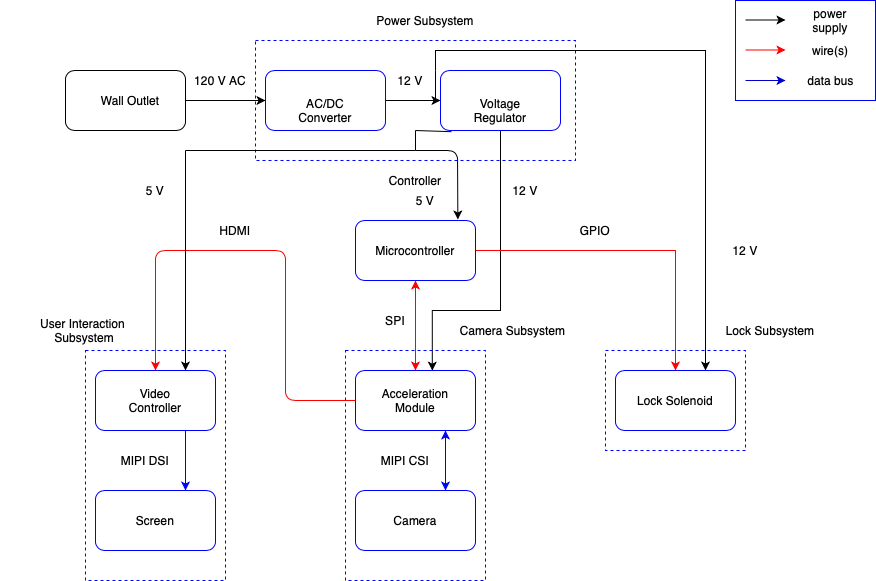 Power Subsystem
power
supply
wire(s)
data bus
Wall Outlet
120 V AC
AC/DC
Converter
12 V
Voltage
Regulator
5 V
Controller
5 V
12 V
HDMI
Microcontroller
GPIO
12 V
SPI
User Interaction
Subsystem
Camera Subsystem
Lock Subsystem
Video
Controller
Acceleration
Module
Lock Solenoid
MIPI DSI
MIPI CSI
Screen
Camera